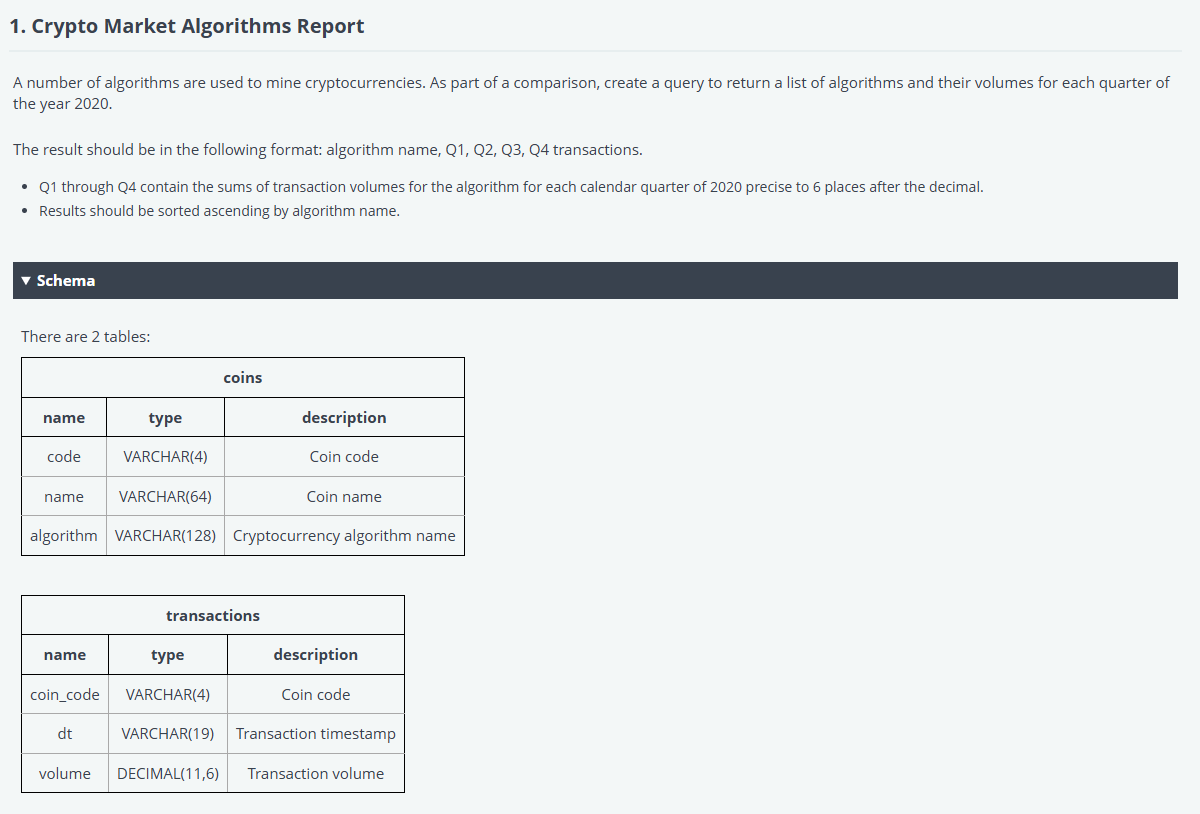 1. Crypto Market Algorithms Report
A number of algorithms are used to mine cryptocurrencies. As part of a comparison, create a query to return a list of algorithms and their volumes for each quarter of
the year 2020.
The result should be in the following format: algorithm name, Q1, Q2, Q3, Q4 transactions.
• Q1 through Q4 contain the sums of transaction volumes for the algorithm for each calendar quarter of 2020 precise to 6 places after the decimal.
• Results should be sorted ascending by algorithm name.
▼ Schema
There are 2 tables:
coins
name type description
code VARCHAR(4) Coin code
name VARCHAR(64) Coin name
algorithm VARCHAR(128) Cryptocurrency algorithm name
transactions
name type description
coin_code VARCHAR(4) Coin code
dt VARCHAR(19) Transaction timestamp
volume DECIMAL(11,6) Transaction volume